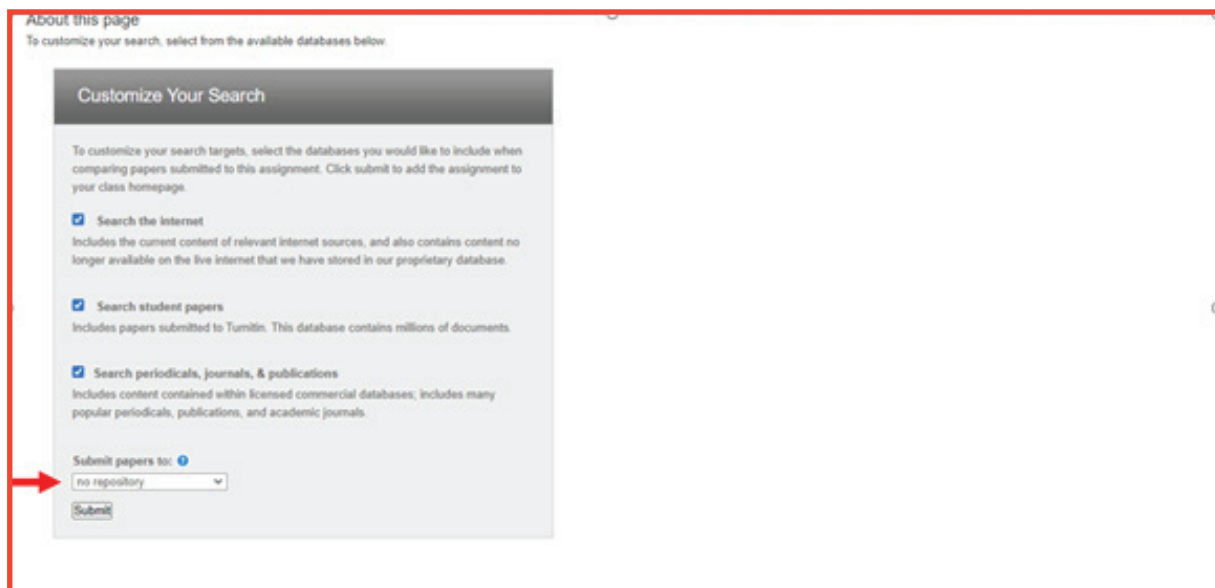 About this page
To customize your search, select from the available databases below.
Customize Your Search
To customize your search targets, select the databases you would like to include when
comparing papers submitted to this assignment. Click submit to add the assignment to
your class homepage.
Search the internet
Includes the current content of relevant internet sources, and also contains content no
longer available on the live internet that we have stored in our proprietary database.
Search student papers
Includes papers submitted to Turnitin. This database contains millions of documents.
Search periodicals, journals, & publications
Includes content contained within licensed commercial databases; includes many
popular periodicals, publications, and academic journals.
Submit papers to: ?
no repository
Submit